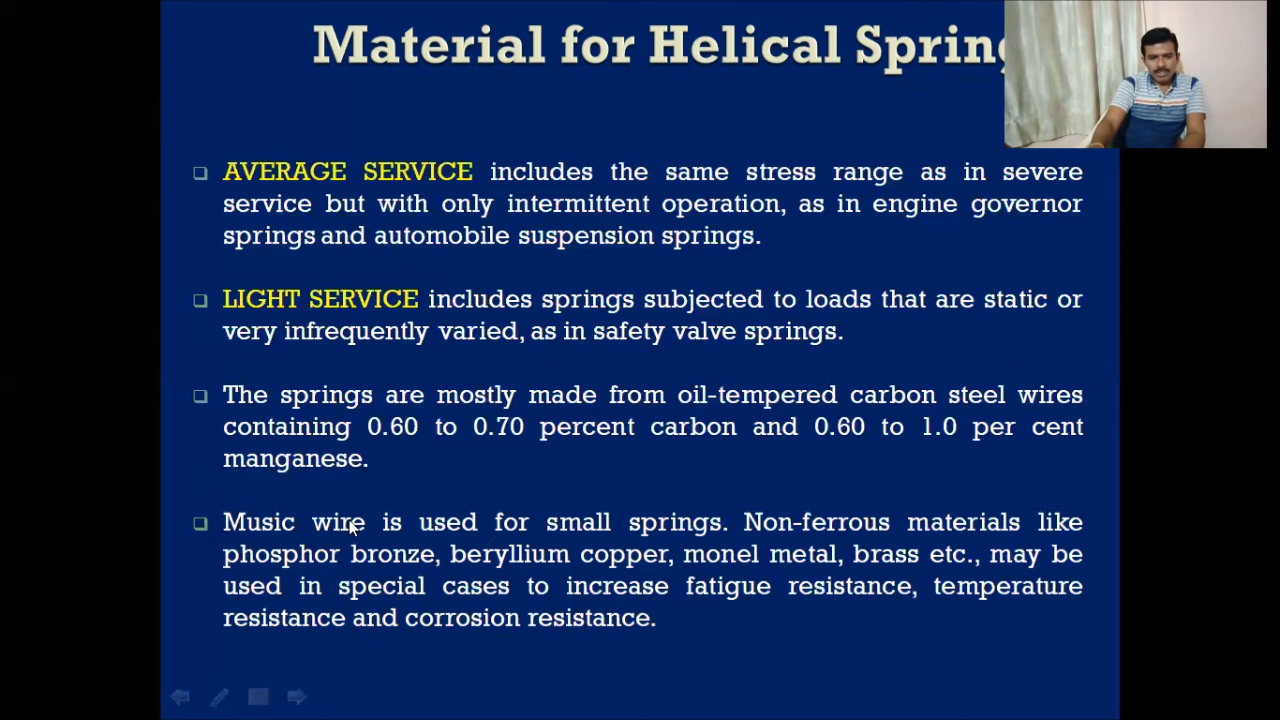 Material for Helical Spring
AVERAGE SERVICE includes the same stress range as in severe
service but with only intermittent operation, as in engine governor
springs and automobile suspension springs.
LIGHT SERVICE includes springs subjected to loads that are static or
very infrequently varied, as in safety valve springs.
The springs are mostly made from oil-tempered carbon steel wires
containing 0.60 to 0.70 percent carbon and 0.60 to 1.0 per cent
manganese.
Music wire is used for small springs. Non-ferrous materials like
phosphor bronze, beryllium copper, monel metal, brass etc., may be
used in special cases to increase fatigue resistance, temperature
resistance and corrosion resistance.